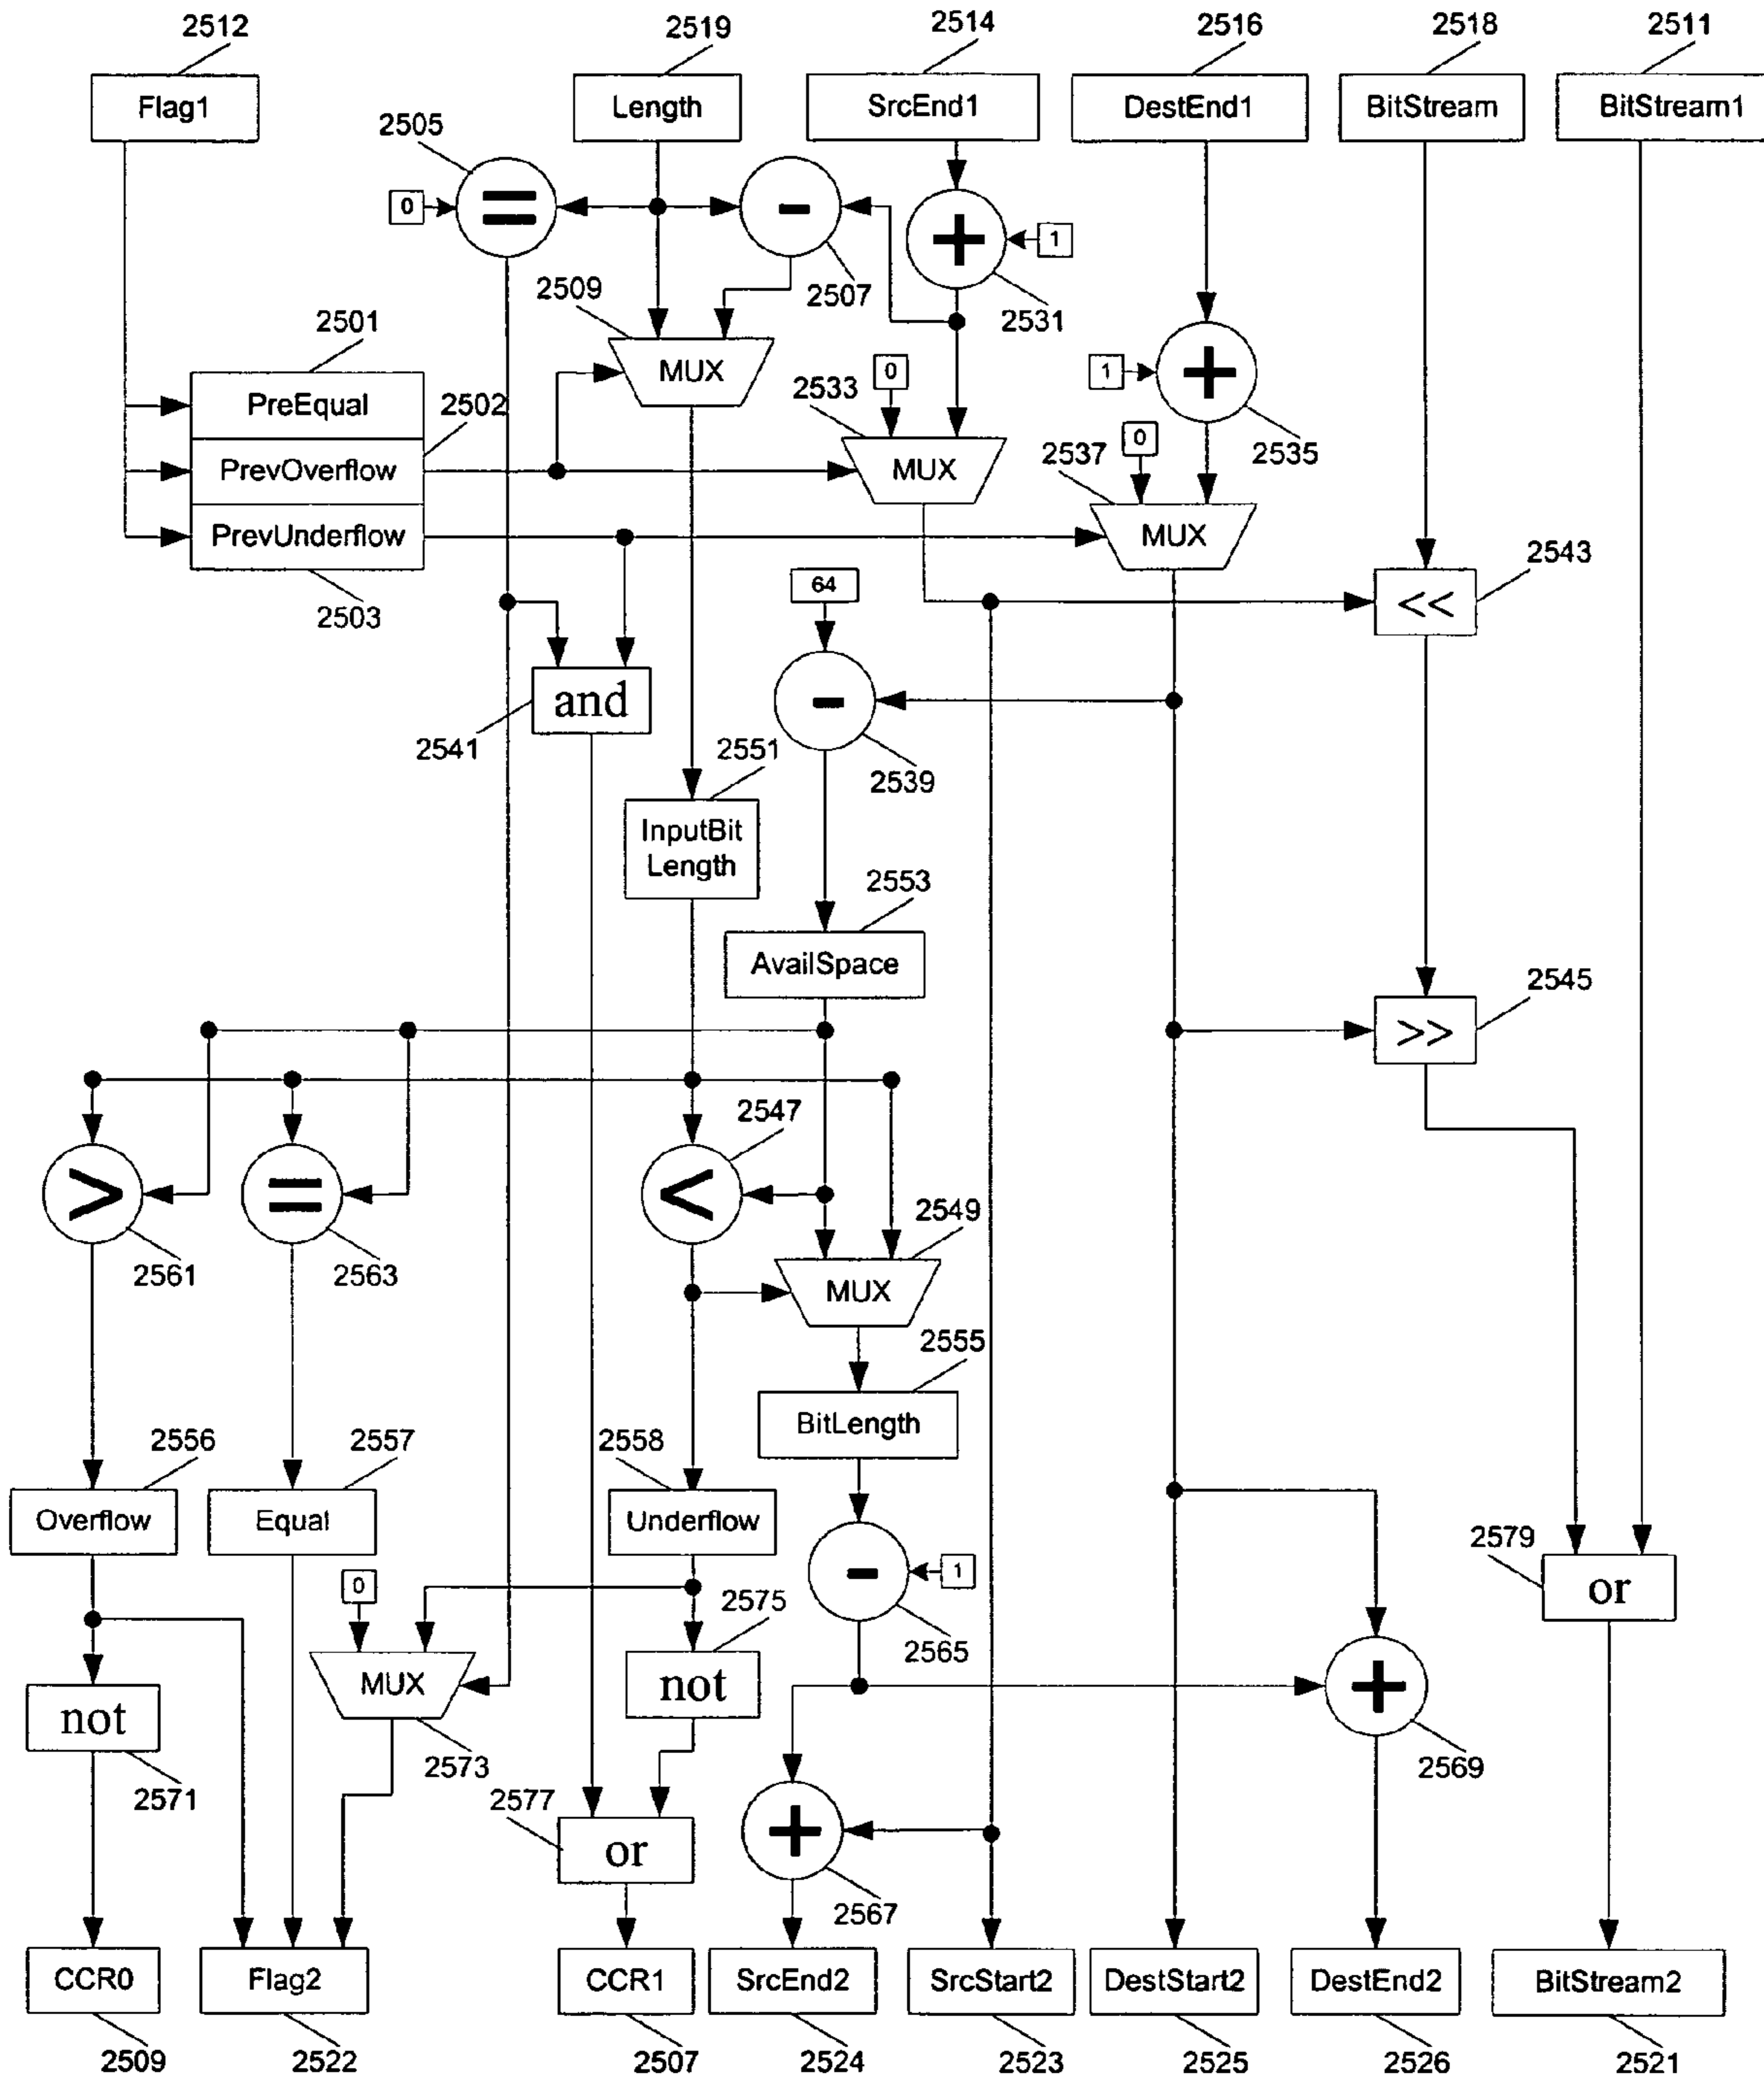 2512 2519 2514 2516 2518 2511
Flag1 Length SrcEnd1 DestEnd1 BitStream BitStream1
2505
0 = - + 1
2509 2507 2531
2501 MUX 0 1 +
PreEqual 2502 2533
PrevOverflow MUX 2537 0 2535
PrevUnderflow MUX
2503 64 << 2543
and -
2541 2551 2539
InputBit
Length
2553
AvailSpace 2545
>>
2547
> = < 2549
2561 2563 MUX
2555
BitLength
2556 2557 2558
Overflow Equal Underflow
0 2575 - 1 2579
or
2565
not MUX not +
2571 2573 2569
2577
or +
2567
CCR0 Flag2 CCR1 SrcEnd2 SrcStart2 DestStart2 DestEnd2 BitStream2
2509 2522 2507 2524 2523 2525 2526 2521